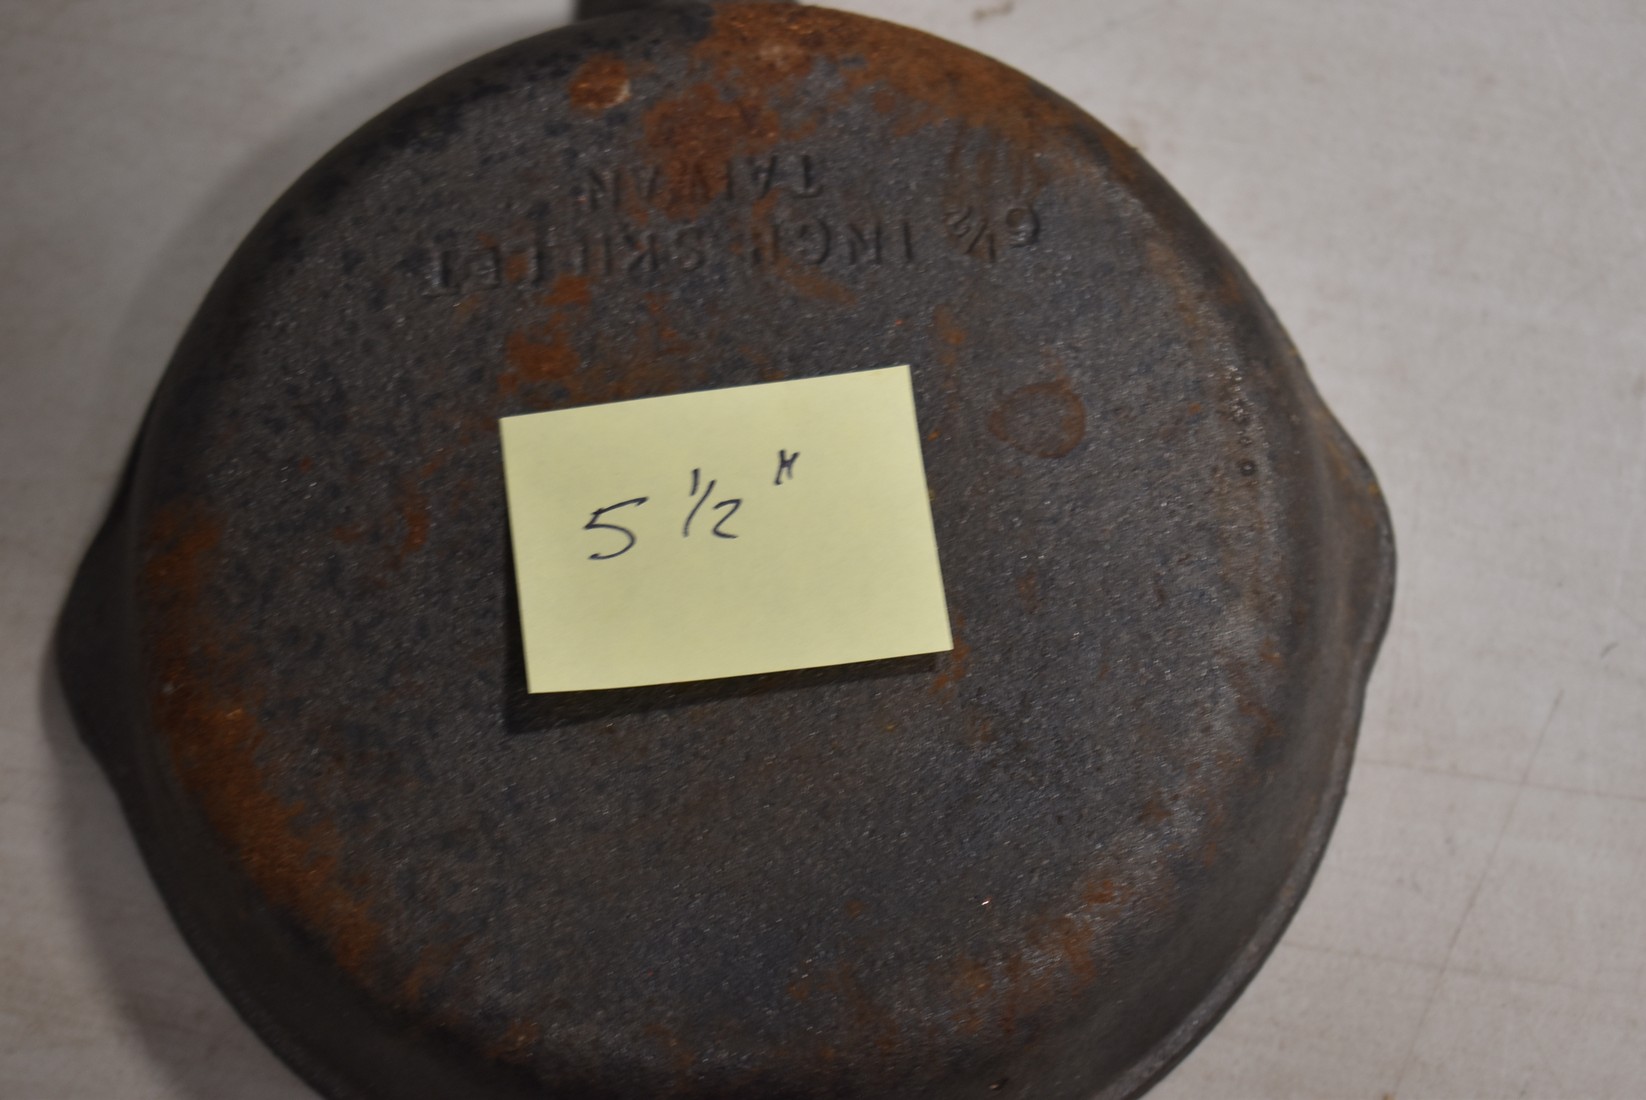 6½ INCH SKILLET
TAIWAN
5 ½ "